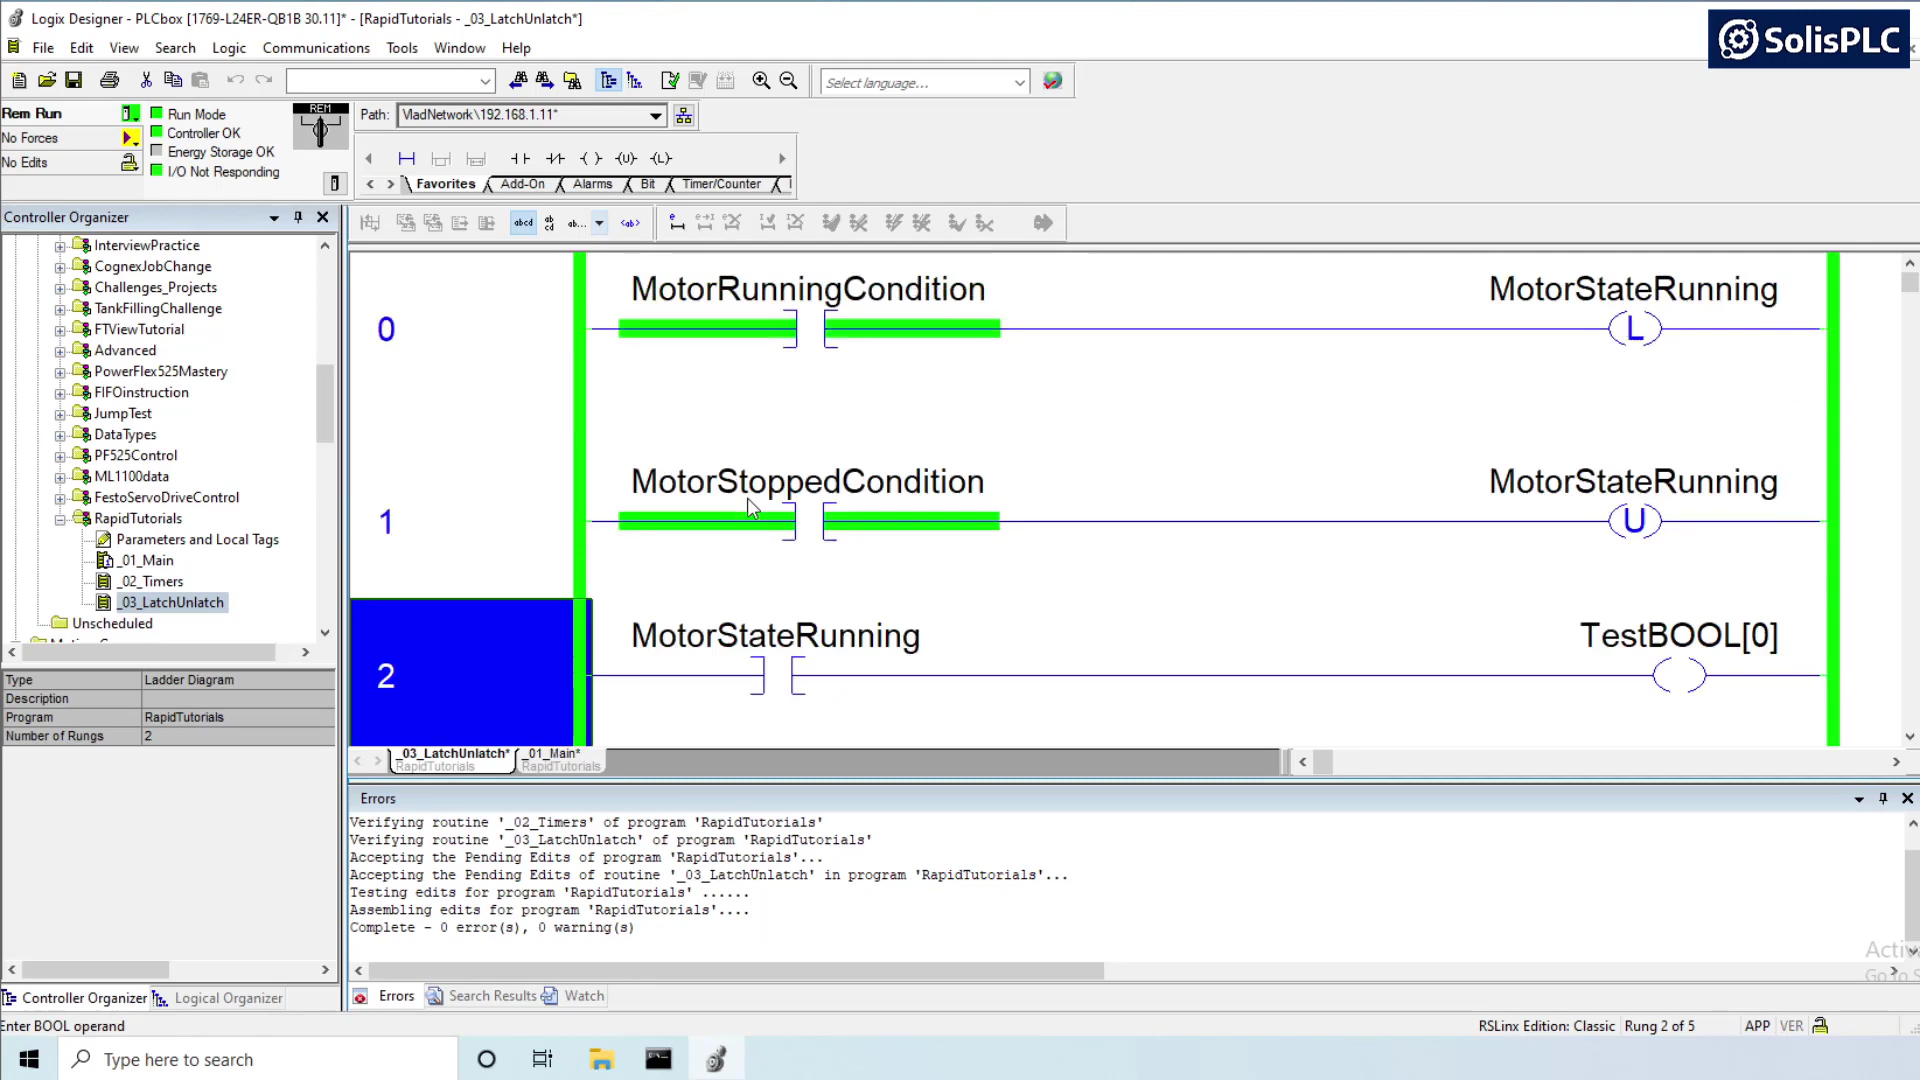 Logix Designer - PLCbox [1769-L24ER-QB1B 30.11]* - [RapidTutorials - _03_LatchUnlatch*]
SolisPLC
File Edit View Search Logic Communications Tools Window Help
Select language...
Rem Run
No Forces
No Edits
Run Mode
Controller OK
Energy Storage OK
I/O Not Responding
REM
Path: VladNetwork\192.168.1.11*
U L
Favorites Add-On Alarms Bit Timer/Counter
Controller Organizer
abcd ab cd ab... <ab>
InterviewPractice
CognexJobChange
Challenges_Projects
TankFillingChallenge
FTViewTutorial
Advanced
PowerFlex525Mastery
FIFOinstruction
JumpTest
DataTypes
PF525Control
ML1100data
FestoServoDriveControl
RapidTutorials
Parameters and Local Tags
_01_Main
_02_Timers
_03_LatchUnlatch
Unscheduled
Type Ladder Diagram
Description
Program RapidTutorials
Number of Rungs 2
Controller Organizer Logical Organizer
MotorRunningCondition MotorStateRunning
0 L
MotorStoppedCondition MotorStateRunning
1 U
MotorStateRunning TestBOOL[0]
2
_03_LatchUnlatch* _01_Main*
RapidTutorials RapidTutorials
Errors
Verifying routine '_02_Timers' of program 'RapidTutorials'
Verifying routine '_03_LatchUnlatch' of program 'RapidTutorials'
Accepting the Pending Edits of program 'RapidTutorials'...
Accepting the Pending Edits of routine '_03_LatchUnlatch' in program 'RapidTutorials'...
Testing edits for program 'RapidTutorials' ......
Assembling edits for program 'RapidTutorials'....
Complete - 0 error(s), 0 warning(s)
Errors Search Results Watch
Enter BOOL operand
RSLinx Edition: Classic Rung 2 of 5 APP VER
Type here to search